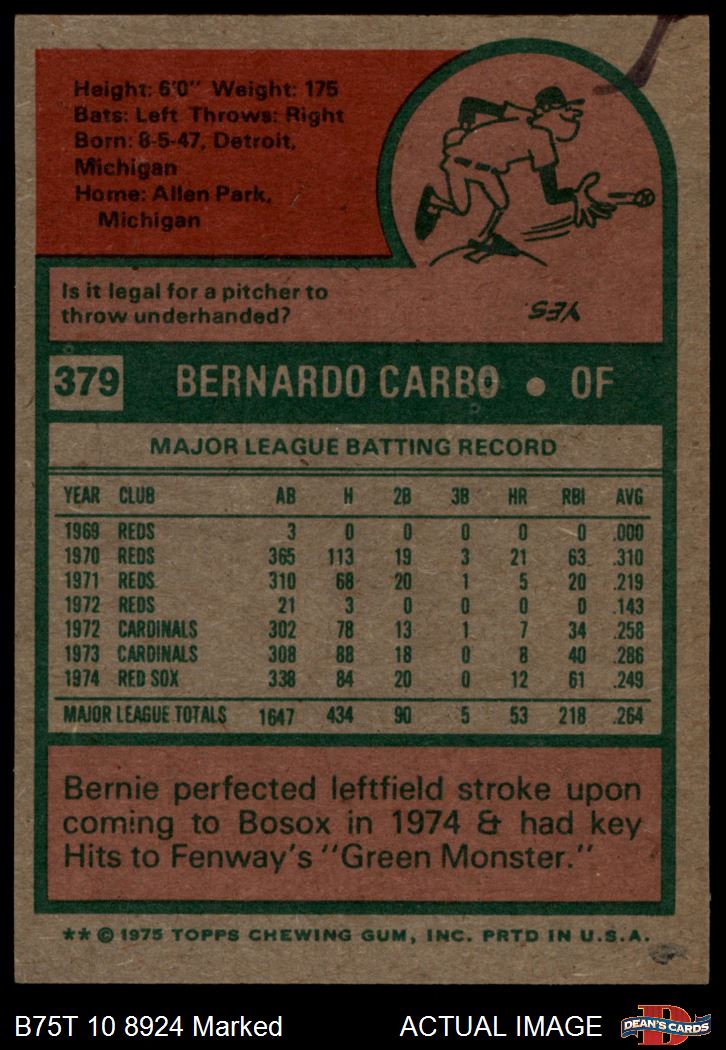 Height: 6'0" Weight: 175
Bats: Left Throws: Right
Born: 8-5-47, Detroit,
Michigan
Home: Allen Park,
Michigan
Is it legal for a pitcher to
throw underhanded?
YES.
379 BERNARDO CARBO • OF
MAJOR LEAGUE BATTING RECORD
YEAR CLUB AB H 2B 3B HR RBI AVG
1969 REDS 3 0 0 0 0 0 .000
1970 REDS 365 113 19 3 21 63 .310
1971 REDS 310 68 20 1 5 20 .219
1972 REDS 21 3 0 0 0 0 .143
1972 CARDINALS 302 78 13 1 7 34 .258
1973 CARDINALS 308 88 18 0 8 40 .286
1974 RED SOX 338 84 20 0 12 61 .249
MAJOR LEAGUE TOTALS 1647 434 90 5 53 218 .264
Bernie perfected leftfield stroke upon
coming to Bosox in 1974 & had key
Hits to Fenway's "Green Monster."
** © 1975 TOPPS CHEWING GUM, INC. PRTD IN U.S.A.
B75T 10 8924 Marked ACTUAL IMAGE
D
DEAN'S CARDS